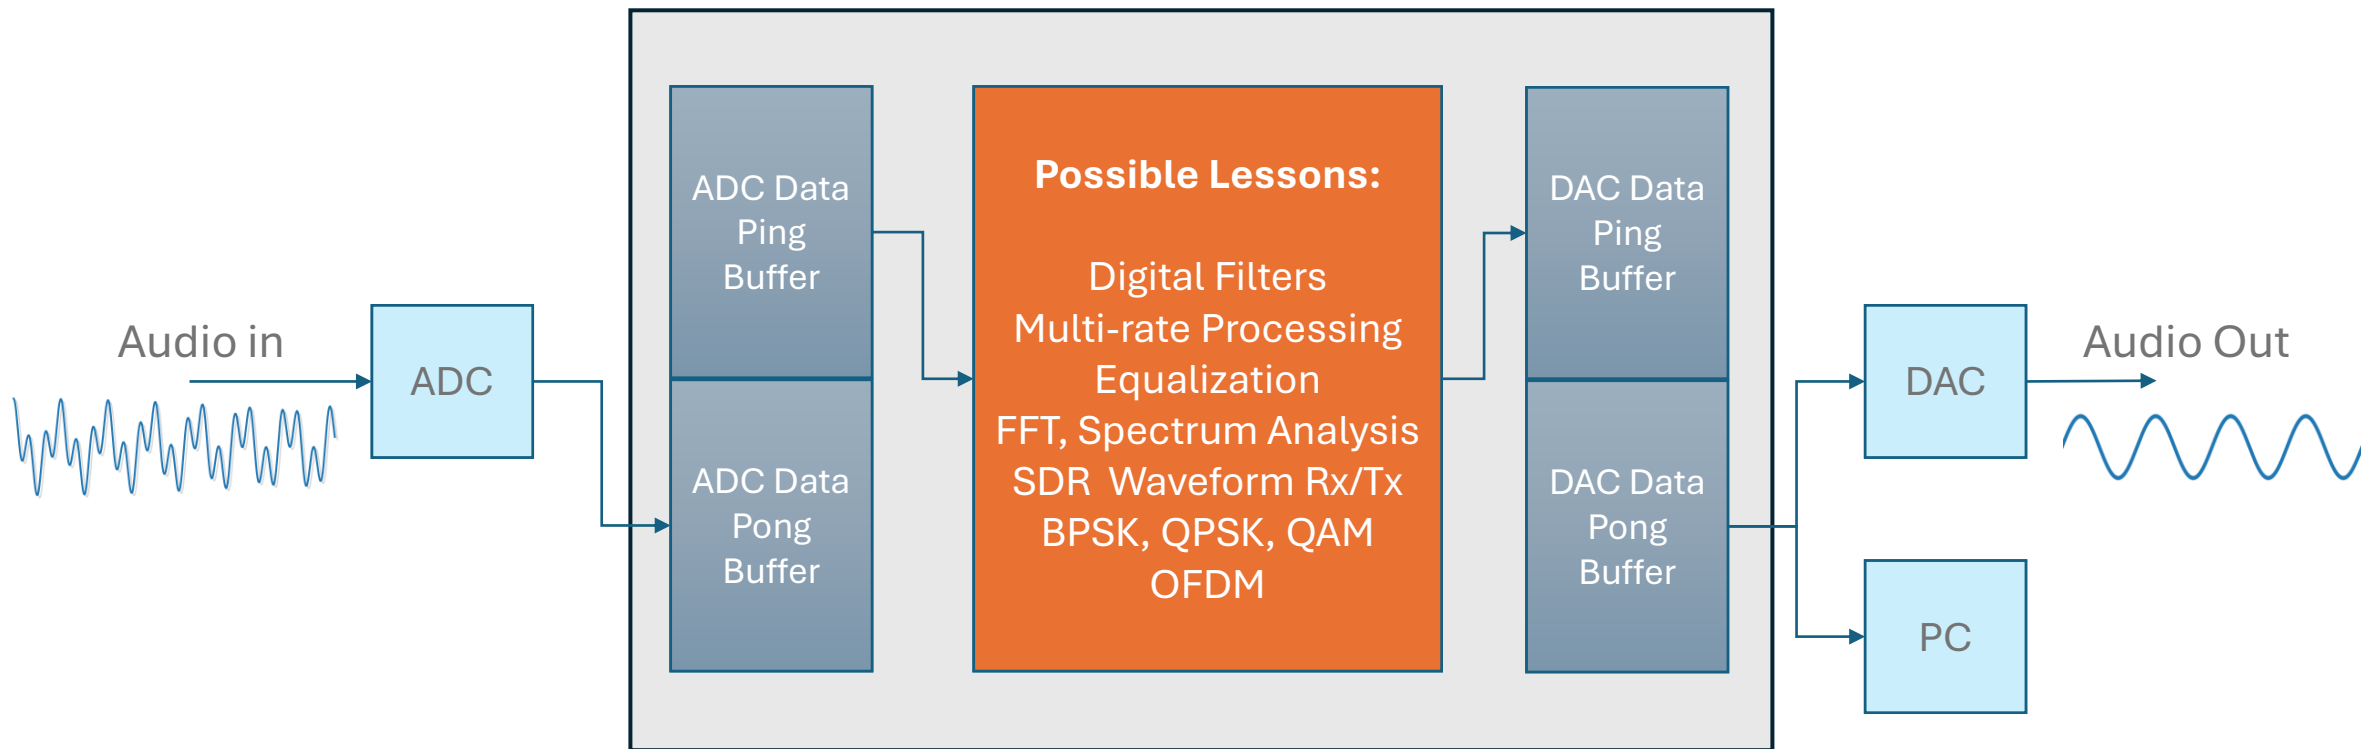 Audio in
ADC
ADC Data
Ping
Buffer
ADC Data
Pong
Buffer
Possible Lessons:
Digital Filters
Multi-rate Processing
Equalization
FFT, Spectrum Analysis
SDR  Waveform Rx/Tx
BPSK, QPSK, QAM
OFDM
DAC Data
Ping
Buffer
DAC Data
Pong
Buffer
DAC
Audio Out
PC